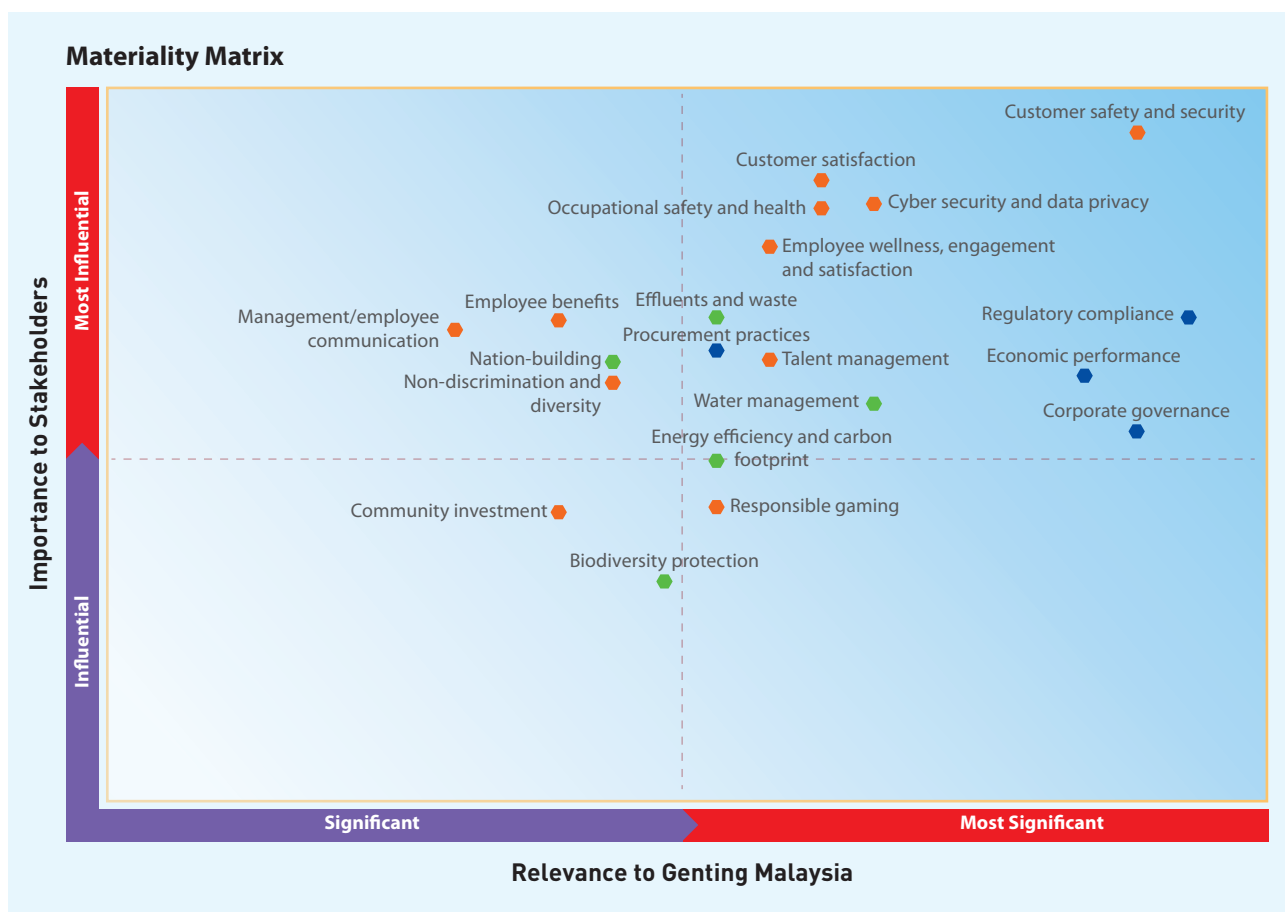 Materiality Matrix
Customer safety and security
Customer satisfaction
Cyber security and data privacy
Occupational safety and health
Employee wellness, engagement
and satisfaction
Employee benefits
Effluents and waste
Management/employee
communication
Regulatory compliance
Procurement practices
Nation-building
Talent management
Economic performance
Non-discrimination and
diversity
Water management
Corporate governance
Energy efficiency and carbon
footprint
Community investment
Responsible gaming
Biodiversity protection
Importance to Stakeholders
Most Influential
Influential
Significant
Most Significant
Relevance to Genting Malaysia